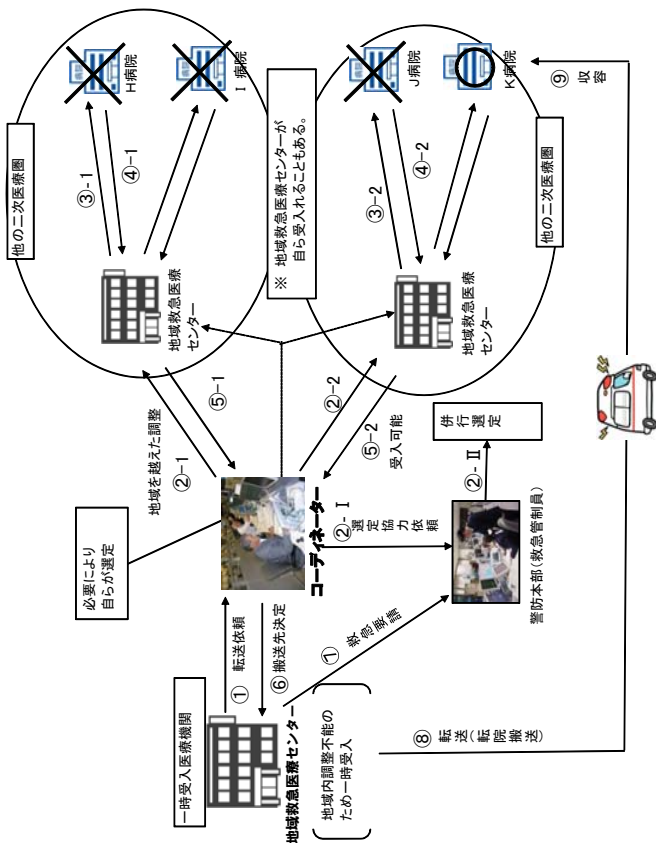 一時受入医療機関
地域救急医療センター
地域内調整不能の
ため一時受入
① 転送依頼
⑥ 搬送先決定
⑦ 救急要請
⑧ 転送(転院搬送)
必要により
自らが選定
コーディネーター
②-Ⅰ
選定協力依頼
警防本部(救急管制員)
②-Ⅱ
併行
選定
地域を越えた調整
②-1
⑤-1
②-2
⑤-2
受入可能
他の二次医療圏
地域救急医療
センター
③-1
④-1
H病院
I 病院
※ 地域救急医療センターが
自ら受入れることもある。
地域救急医療
センター
③-2
④-2
J病院
K病院
他の二次医療圏
⑨
収容